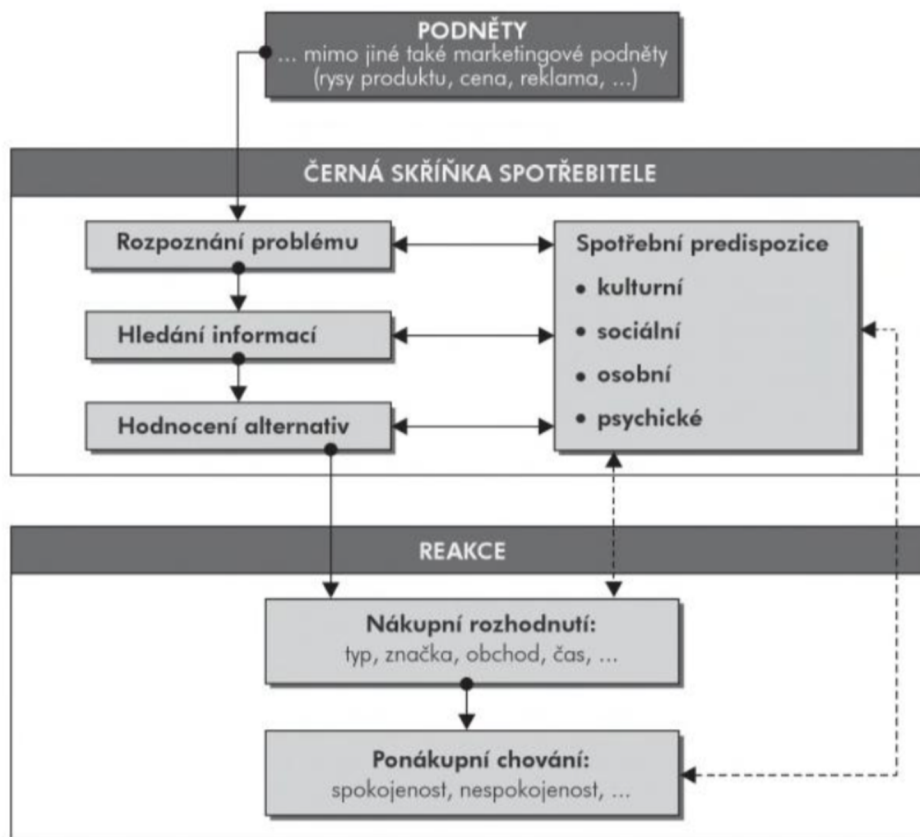 PODNĚTY
... mimo jiné také marketingové podněty
(rysy produktu, cena, reklama, ...)
ČERNÁ SKŘÍŇKA SPOTŘEBITELE
Rozpoznání problému
Hledání informací
Hodnocení alternativ
Spotřební predispozice
• kulturní
• sociální
• osobní
• psychické
REAKCE
Nákupní rozhodnutí:
typ, značka, obchod, čas, ...
Ponákupní chování:
spokojenost, nespokojenost, ...